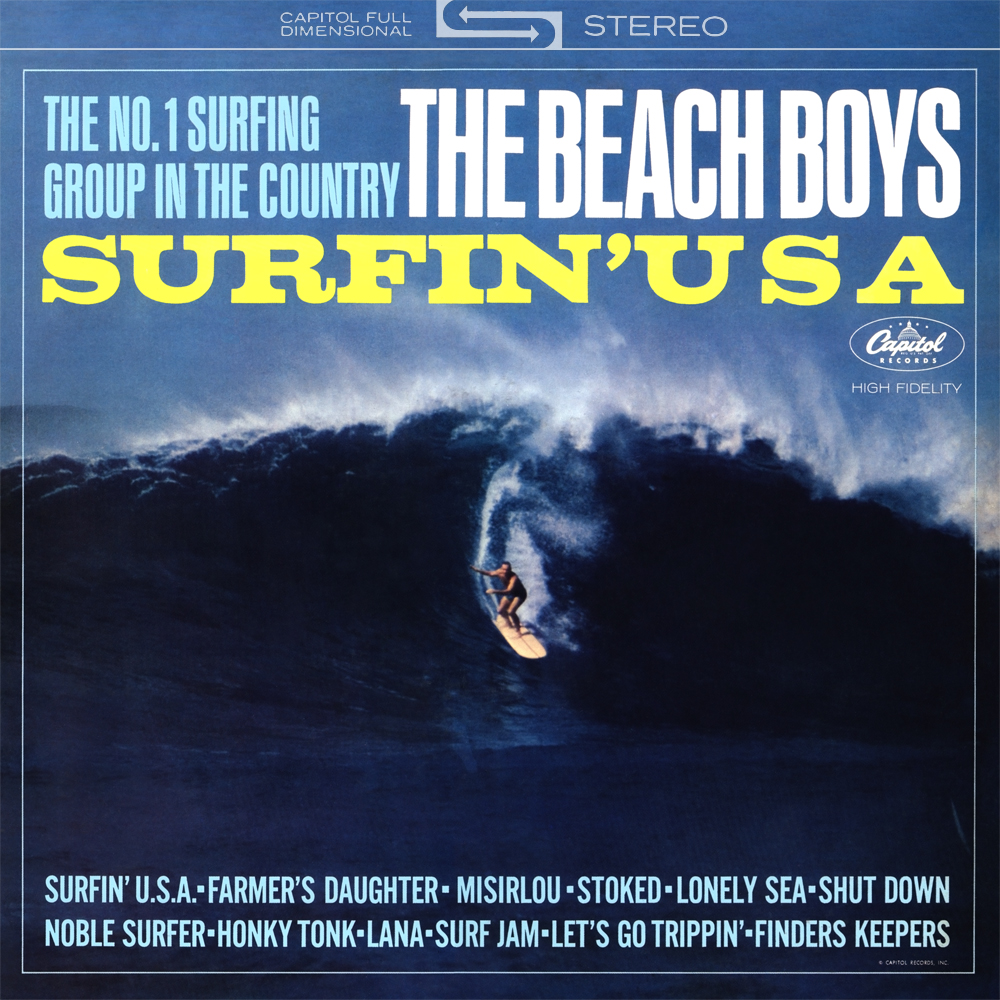 CAPITOL FULL
DIMENSIONAL
STEREO
THE NO. 1 SURFING
GROUP IN THE COUNTRY
THE BEACH BOYS
SURFIN' U S A
Capitol
RECORDS
HIGH FIDELITY
SURFIN' U.S.A. • FARMER'S DAUGHTER • MISIRLOU • STOKED • LONELY SEA • SHUT DOWN
NOBLE SURFER • HONKY TONK • LANA • SURF JAM • LET'S GO TRIPPIN' • FINDERS KEEPERS
© CAPITOL RECORDS, INC.